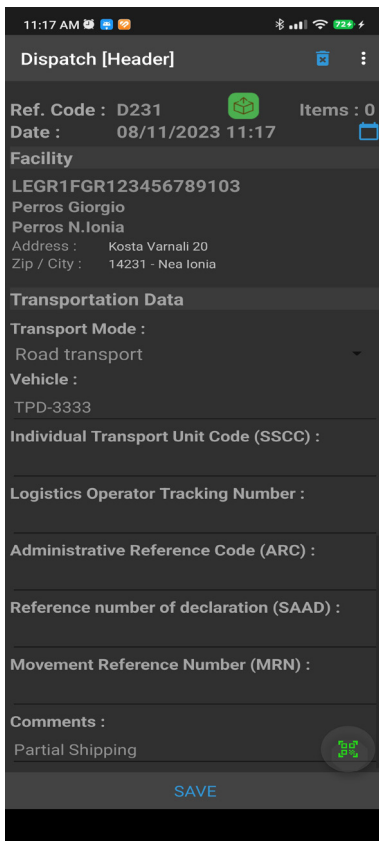 11:17 AM 72+
Dispatch [Header]
Ref. Code : D231 Items : 0
Date : 08/11/2023 11:17
Facility
LEGR1FGR123456789103
Perros Giorgio
Perros N.Ionia
Address : Kosta Varnali 20
Zip / City : 14231 - Nea Ionia
Transportation Data
Transport Mode :
Road transport
Vehicle :
TPD-3333
Individual Transport Unit Code (SSCC) :
Logistics Operator Tracking Number :
Administrative Reference Code (ARC) :
Reference number of declaration (SAAD) :
Movement Reference Number (MRN) :
Comments :
Partial Shipping
SAVE